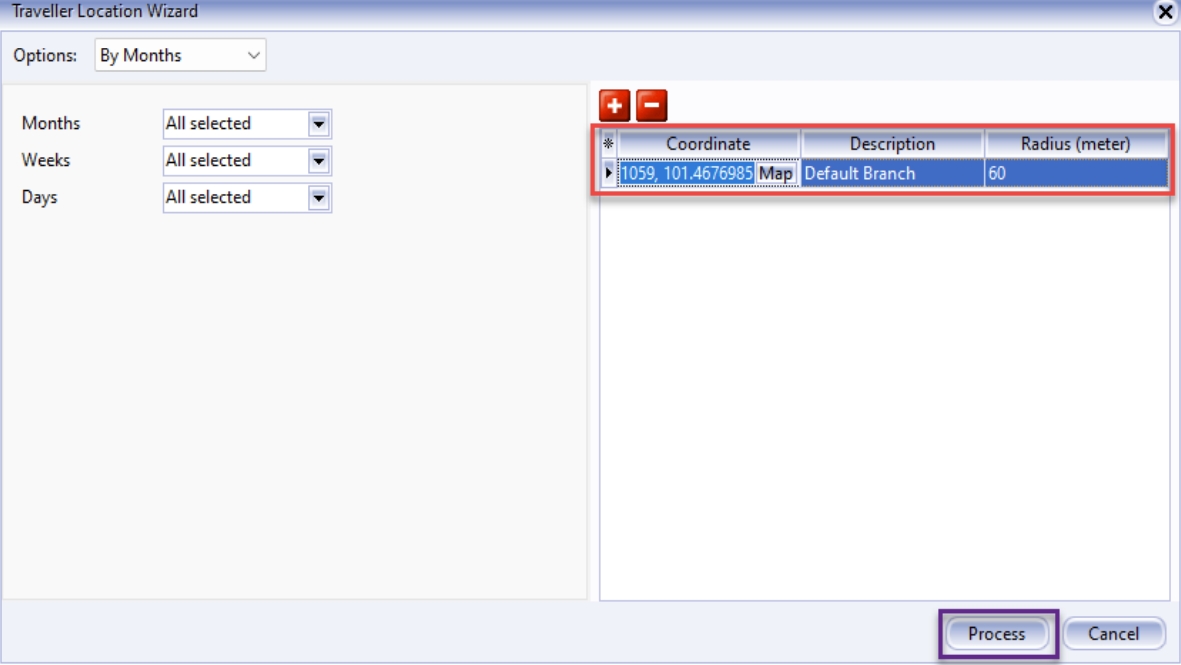 Traveller Location Wizard
Options: By Months
Months All selected
Weeks All selected
Days All selected
Coordinate Description Radius (meter)
1059, 101.4676985 Map Default Branch 60
Process Cancel